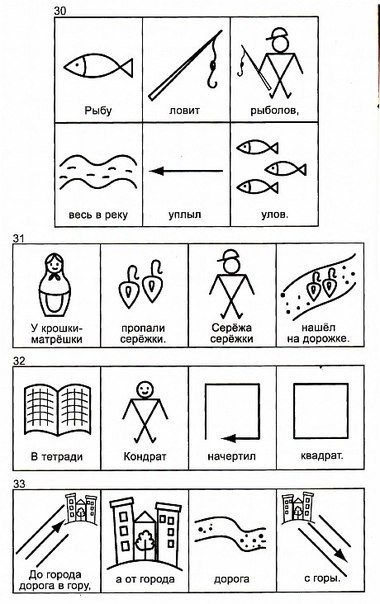 30
Рыбу
ловит
рыболов,
весь в реку
уплыл
улов.
31
У крошки-
матрёшки
пропали
серёжки.
Серёжа
серёжки
нашёл
на дорожке.
32
В тетради
Кондрат
начертил
квадрат.
33
До города
дорога в гору,
а от города
дорога
с горы.